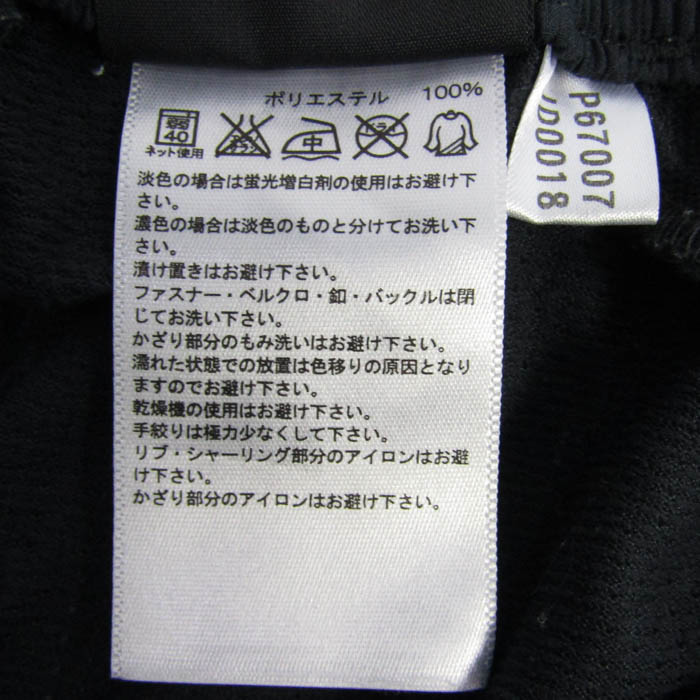 ポリエステル 100%
弱
40
ネット使用
中
淡色の場合は蛍光増白剤の使用はお避け下
さい。
濃色の場合は淡色のものと分けてお洗い下
さい。
漬け置きはお避け下さい。
ファスナー・ベルクロ・釦・バックルは閉
じてお洗い下さい。
かざり部分のもみ洗いはお避け下さい。
濡れた状態での放置は色移りの原因となり
ますのでお避け下さい。
乾燥機の使用はお避け下さい。
手絞りは極力少なくして下さい。
リブ・シャーリング部分のアイロンはお避
け下さい。
かざり部分のアイロンはお避け下さい。
P67007
D0018